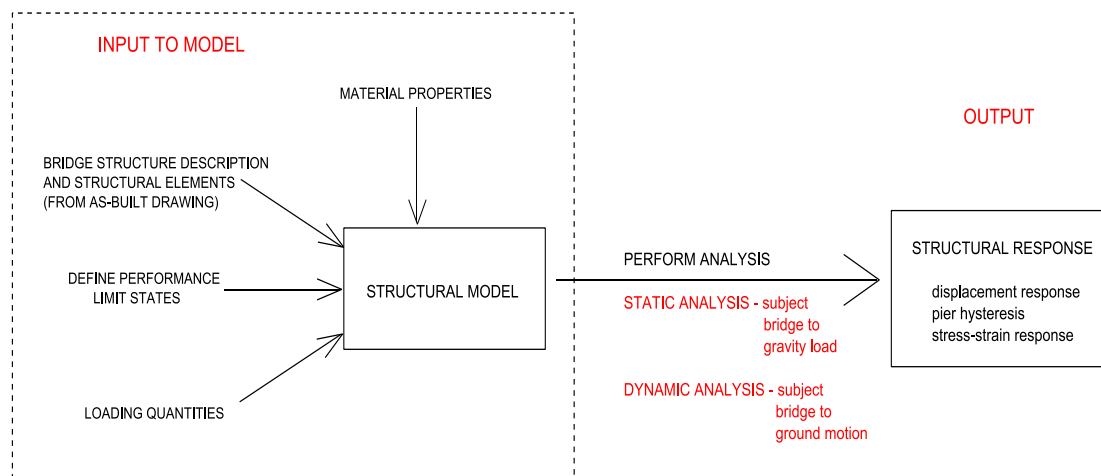 INPUT TO MODEL
MATERIAL PROPERTIES
BRIDGE STRUCTURE DESCRIPTION
AND STRUCTURAL ELEMENTS
(FROM AS-BUILT DRAWING)
DEFINE PERFORMANCE
LIMIT STATES
LOADING QUANTITIES
STRUCTURAL MODEL
PERFORM ANALYSIS
STATIC ANALYSIS - subject
bridge to
gravity load
DYNAMIC ANALYSIS - subject
bridge to
ground motion
OUTPUT
STRUCTURAL RESPONSE
displacement response
pier hysteresis
stress-strain response